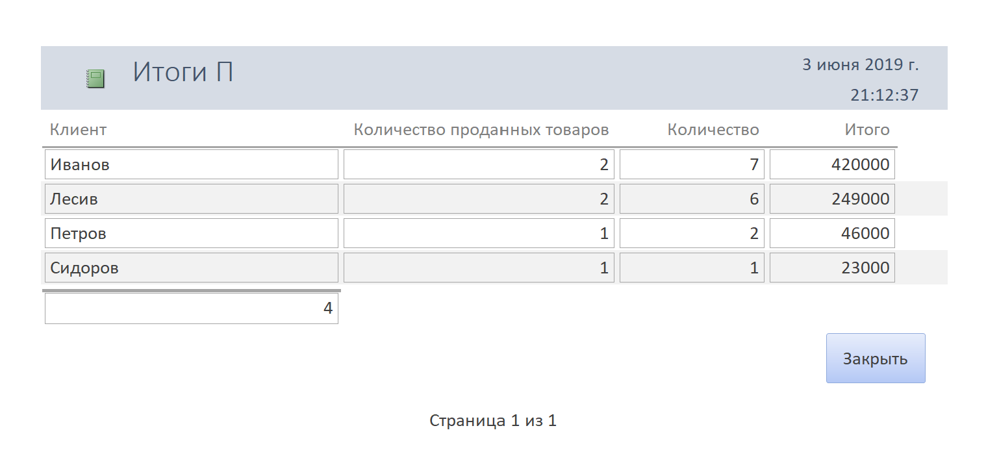 Итоги П
3 июня 2019 г.
21:12:37
Клиент Количество проданных товаров Количество Итого
Иванов 2 7 420000
Лесив 2 6 249000
Петров 1 2 46000
Сидоров 1 1 23000
4
Закрыть
Страница 1 из 1